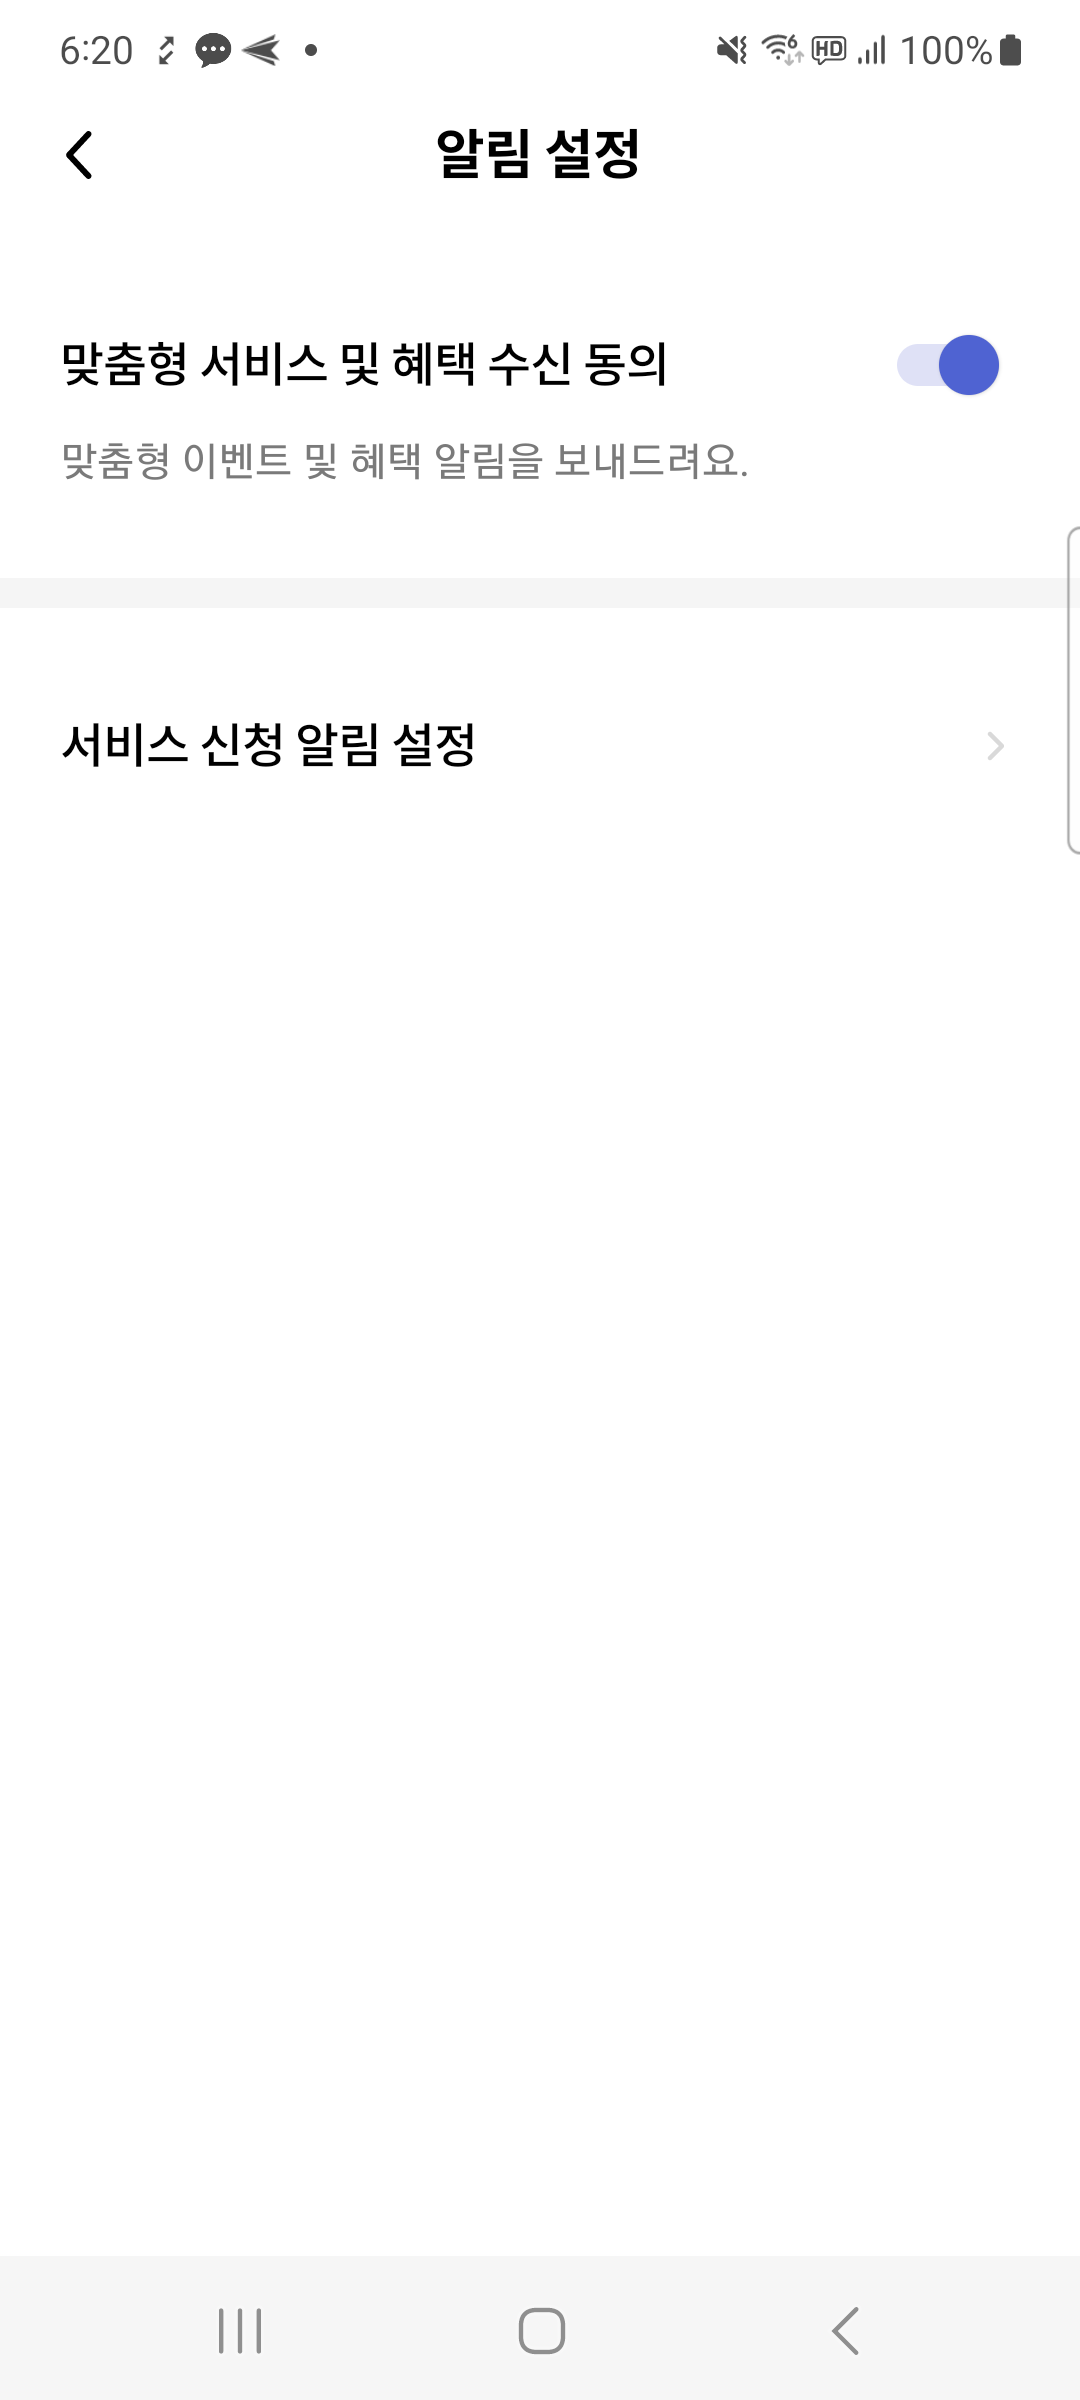 6:20 100%
알림 설정
맞춤형 서비스 및 혜택 수신 동의
맞춤형 이벤트 및 혜택 알림을 보내드려요.
서비스 신청 알림 설정